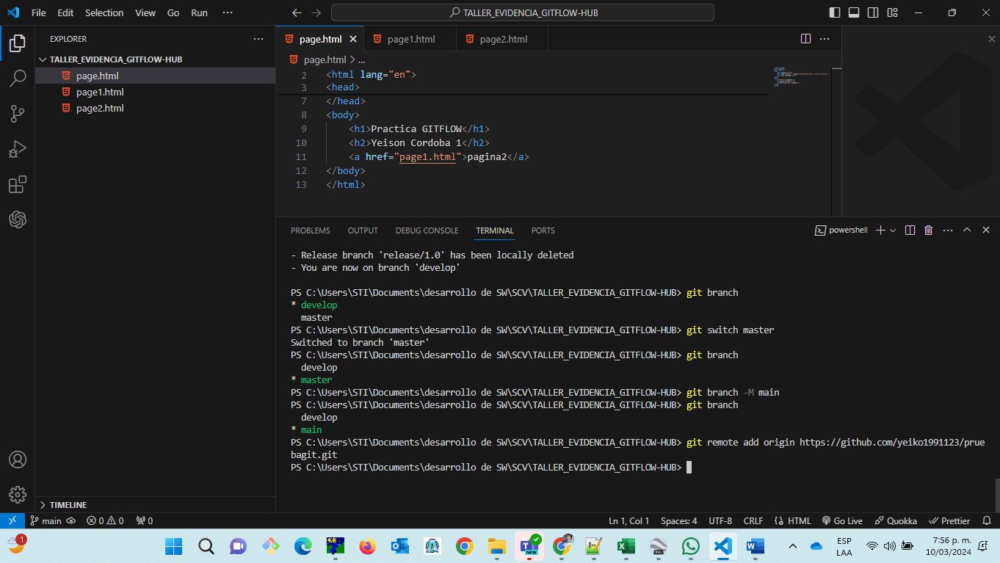 File Edit Selection View Go Run ···
TALLER_EVIDENCIA_GITFLOW-HUB
EXPLORER
TALLER_EVIDENCIA_GITFLOW-HUB
page.html
page1.html
page2.html
TIMELINE
page.html page1.html page2.html
page.html > ...
2 <html lang="en">
3 <head>
7 </head>
8 <body>
9 <h1>Practica GITFLOW</h1>
10 <h2>Yeison Cordoba 1</h2>
11 <a href="page1.html">pagina2</a>
12 </body>
13 </html>
PROBLEMS OUTPUT DEBUG CONSOLE TERMINAL PORTS
powershell
- Release branch 'release/1.0' has been locally deleted
- You are now on branch 'develop'
PS C:\Users\STI\Documents\desarrollo de SW\SCV\TALLER_EVIDENCIA_GITFLOW-HUB> git branch
* develop
master
PS C:\Users\STI\Documents\desarrollo de SW\SCV\TALLER_EVIDENCIA_GITFLOW-HUB> git switch master
Switched to branch 'master'
PS C:\Users\STI\Documents\desarrollo de SW\SCV\TALLER_EVIDENCIA_GITFLOW-HUB> git branch
develop
* master
PS C:\Users\STI\Documents\desarrollo de SW\SCV\TALLER_EVIDENCIA_GITFLOW-HUB> git branch -M main
PS C:\Users\STI\Documents\desarrollo de SW\SCV\TALLER_EVIDENCIA_GITFLOW-HUB> git branch
develop
* main
PS C:\Users\STI\Documents\desarrollo de SW\SCV\TALLER_EVIDENCIA_GITFLOW-HUB> git remote add origin https://github.com/yeiko1991123/prue
bagit.git
PS C:\Users\STI\Documents\desarrollo de SW\SCV\TALLER_EVIDENCIA_GITFLOW-HUB>
main 0 0 0
Ln 1, Col 1 Spaces: 4 UTF-8 CRLF {} HTML Go Live Quokka Prettier
1
4.0
NEW
Pro
ESP
LAA
7:56 p. m.
10/03/2024